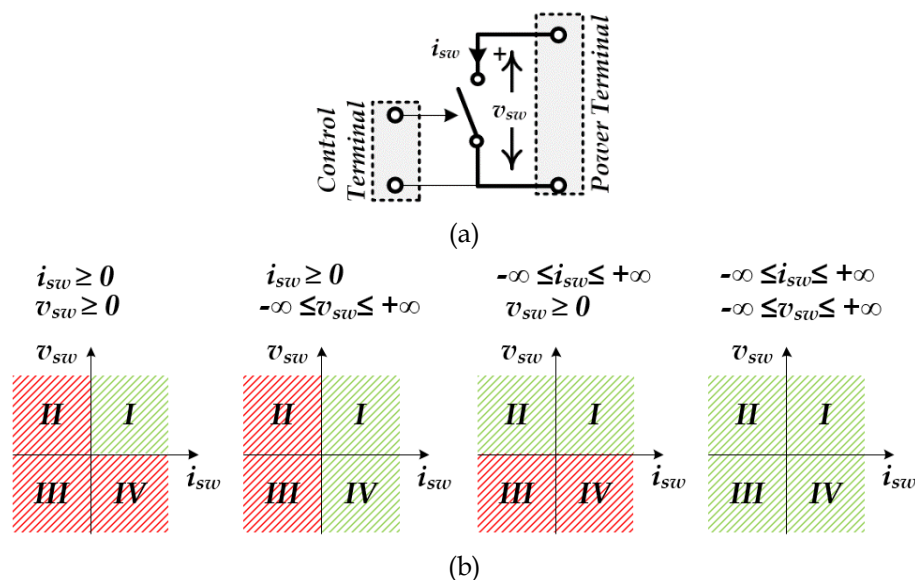 i_sw
+
v_sw
Control Terminal
Power Terminal
(a)
i_sw ≥ 0
v_sw ≥ 0
i_sw ≥ 0
-∞ ≤v_sw≤ +∞
-∞ ≤i_sw≤ +∞
v_sw ≥ 0
-∞ ≤i_sw≤ +∞
-∞ ≤v_sw≤ +∞
v_sw
II
I
III
IV
i_sw
v_sw
II
I
III
IV
i_sw
v_sw
II
I
III
IV
i_sw
v_sw
II
I
III
IV
i_sw
(b)